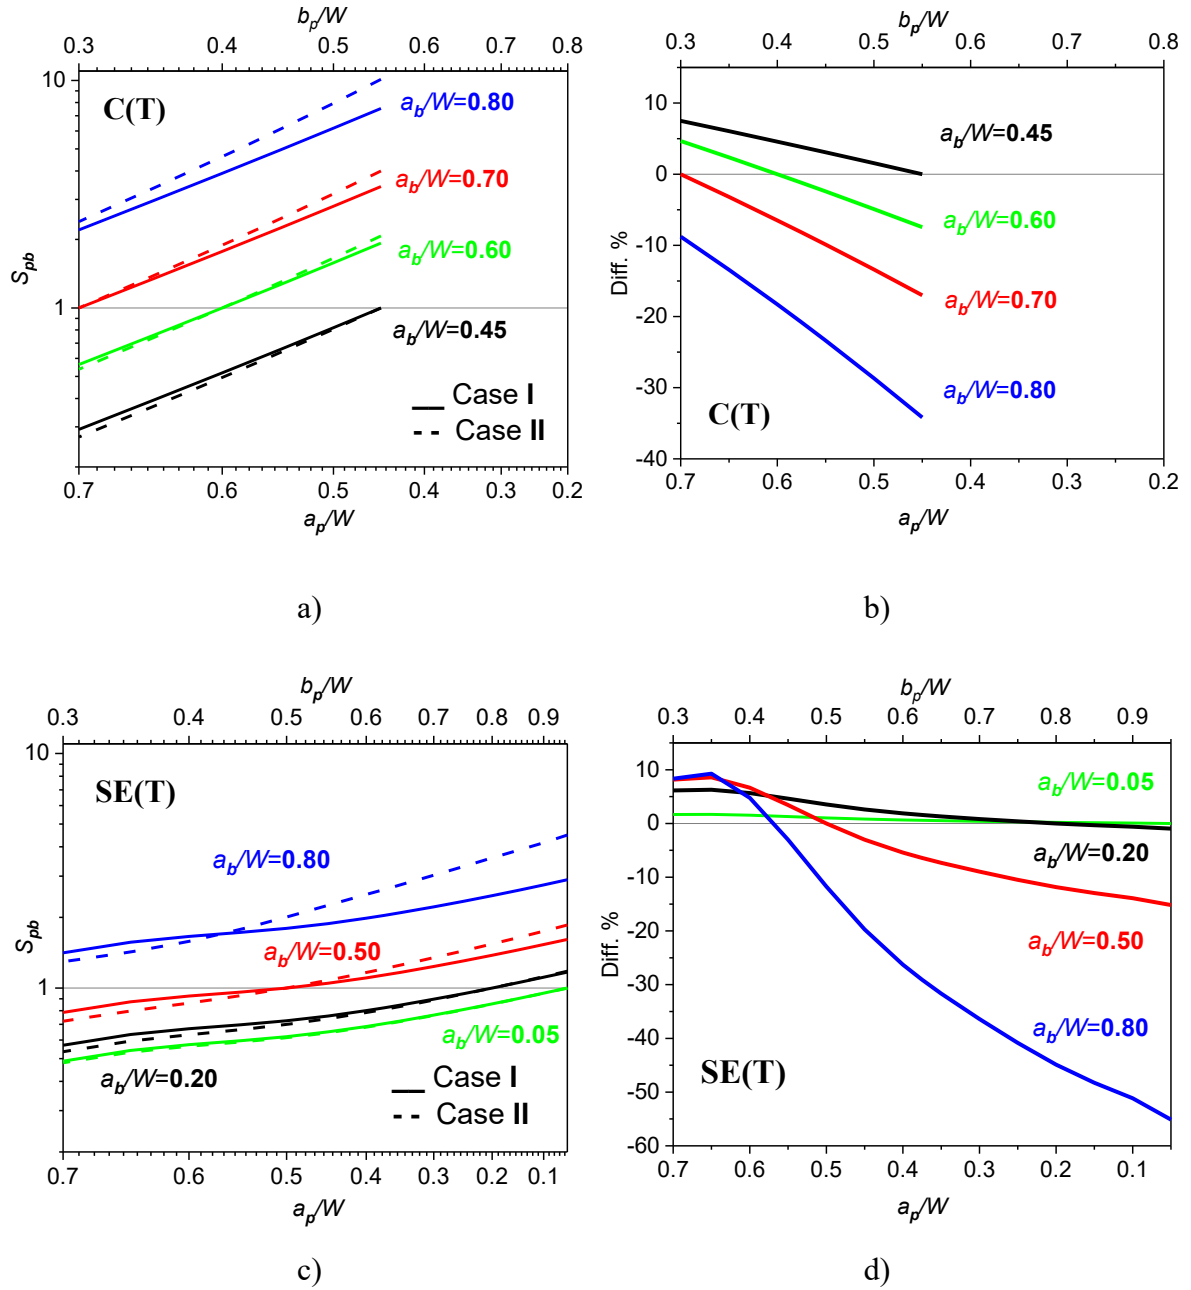 b_p/W
0.3 0.4 0.5 0.6 0.7 0.8
10
C(T)
a_b/W=0.80
a_b/W=0.70
a_b/W=0.60
S_pb
1
a_b/W=0.45
Case I
Case II
0.7 0.6 0.5 0.4 0.3 0.2
a_p/W
a)
b_p/W
0.3 0.4 0.5 0.6 0.7 0.8
10
a_b/W=0.45
0
a_b/W=0.60
-10
Diff. %
a_b/W=0.70
-20
-30
a_b/W=0.80
C(T)
-40
0.7 0.6 0.5 0.4 0.3 0.2
a_p/W
b)
b_p/W
0.3 0.4 0.5 0.6 0.7 0.8 0.9
10
SE(T)
a_b/W=0.80
S_pb
a_b/W=0.50
1
a_b/W=0.05
a_b/W=0.20
Case I
Case II
0.7 0.6 0.5 0.4 0.3 0.2 0.1
a_p/W
c)
b_p/W
0.3 0.4 0.5 0.6 0.7 0.8 0.9
10
a_b/W=0.05
0
a_b/W=0.20
-10
-20
a_b/W=0.50
Diff. %
-30
-40
a_b/W=0.80
SE(T)
-50
-60
0.7 0.6 0.5 0.4 0.3 0.2 0.1
a_p/W
d)